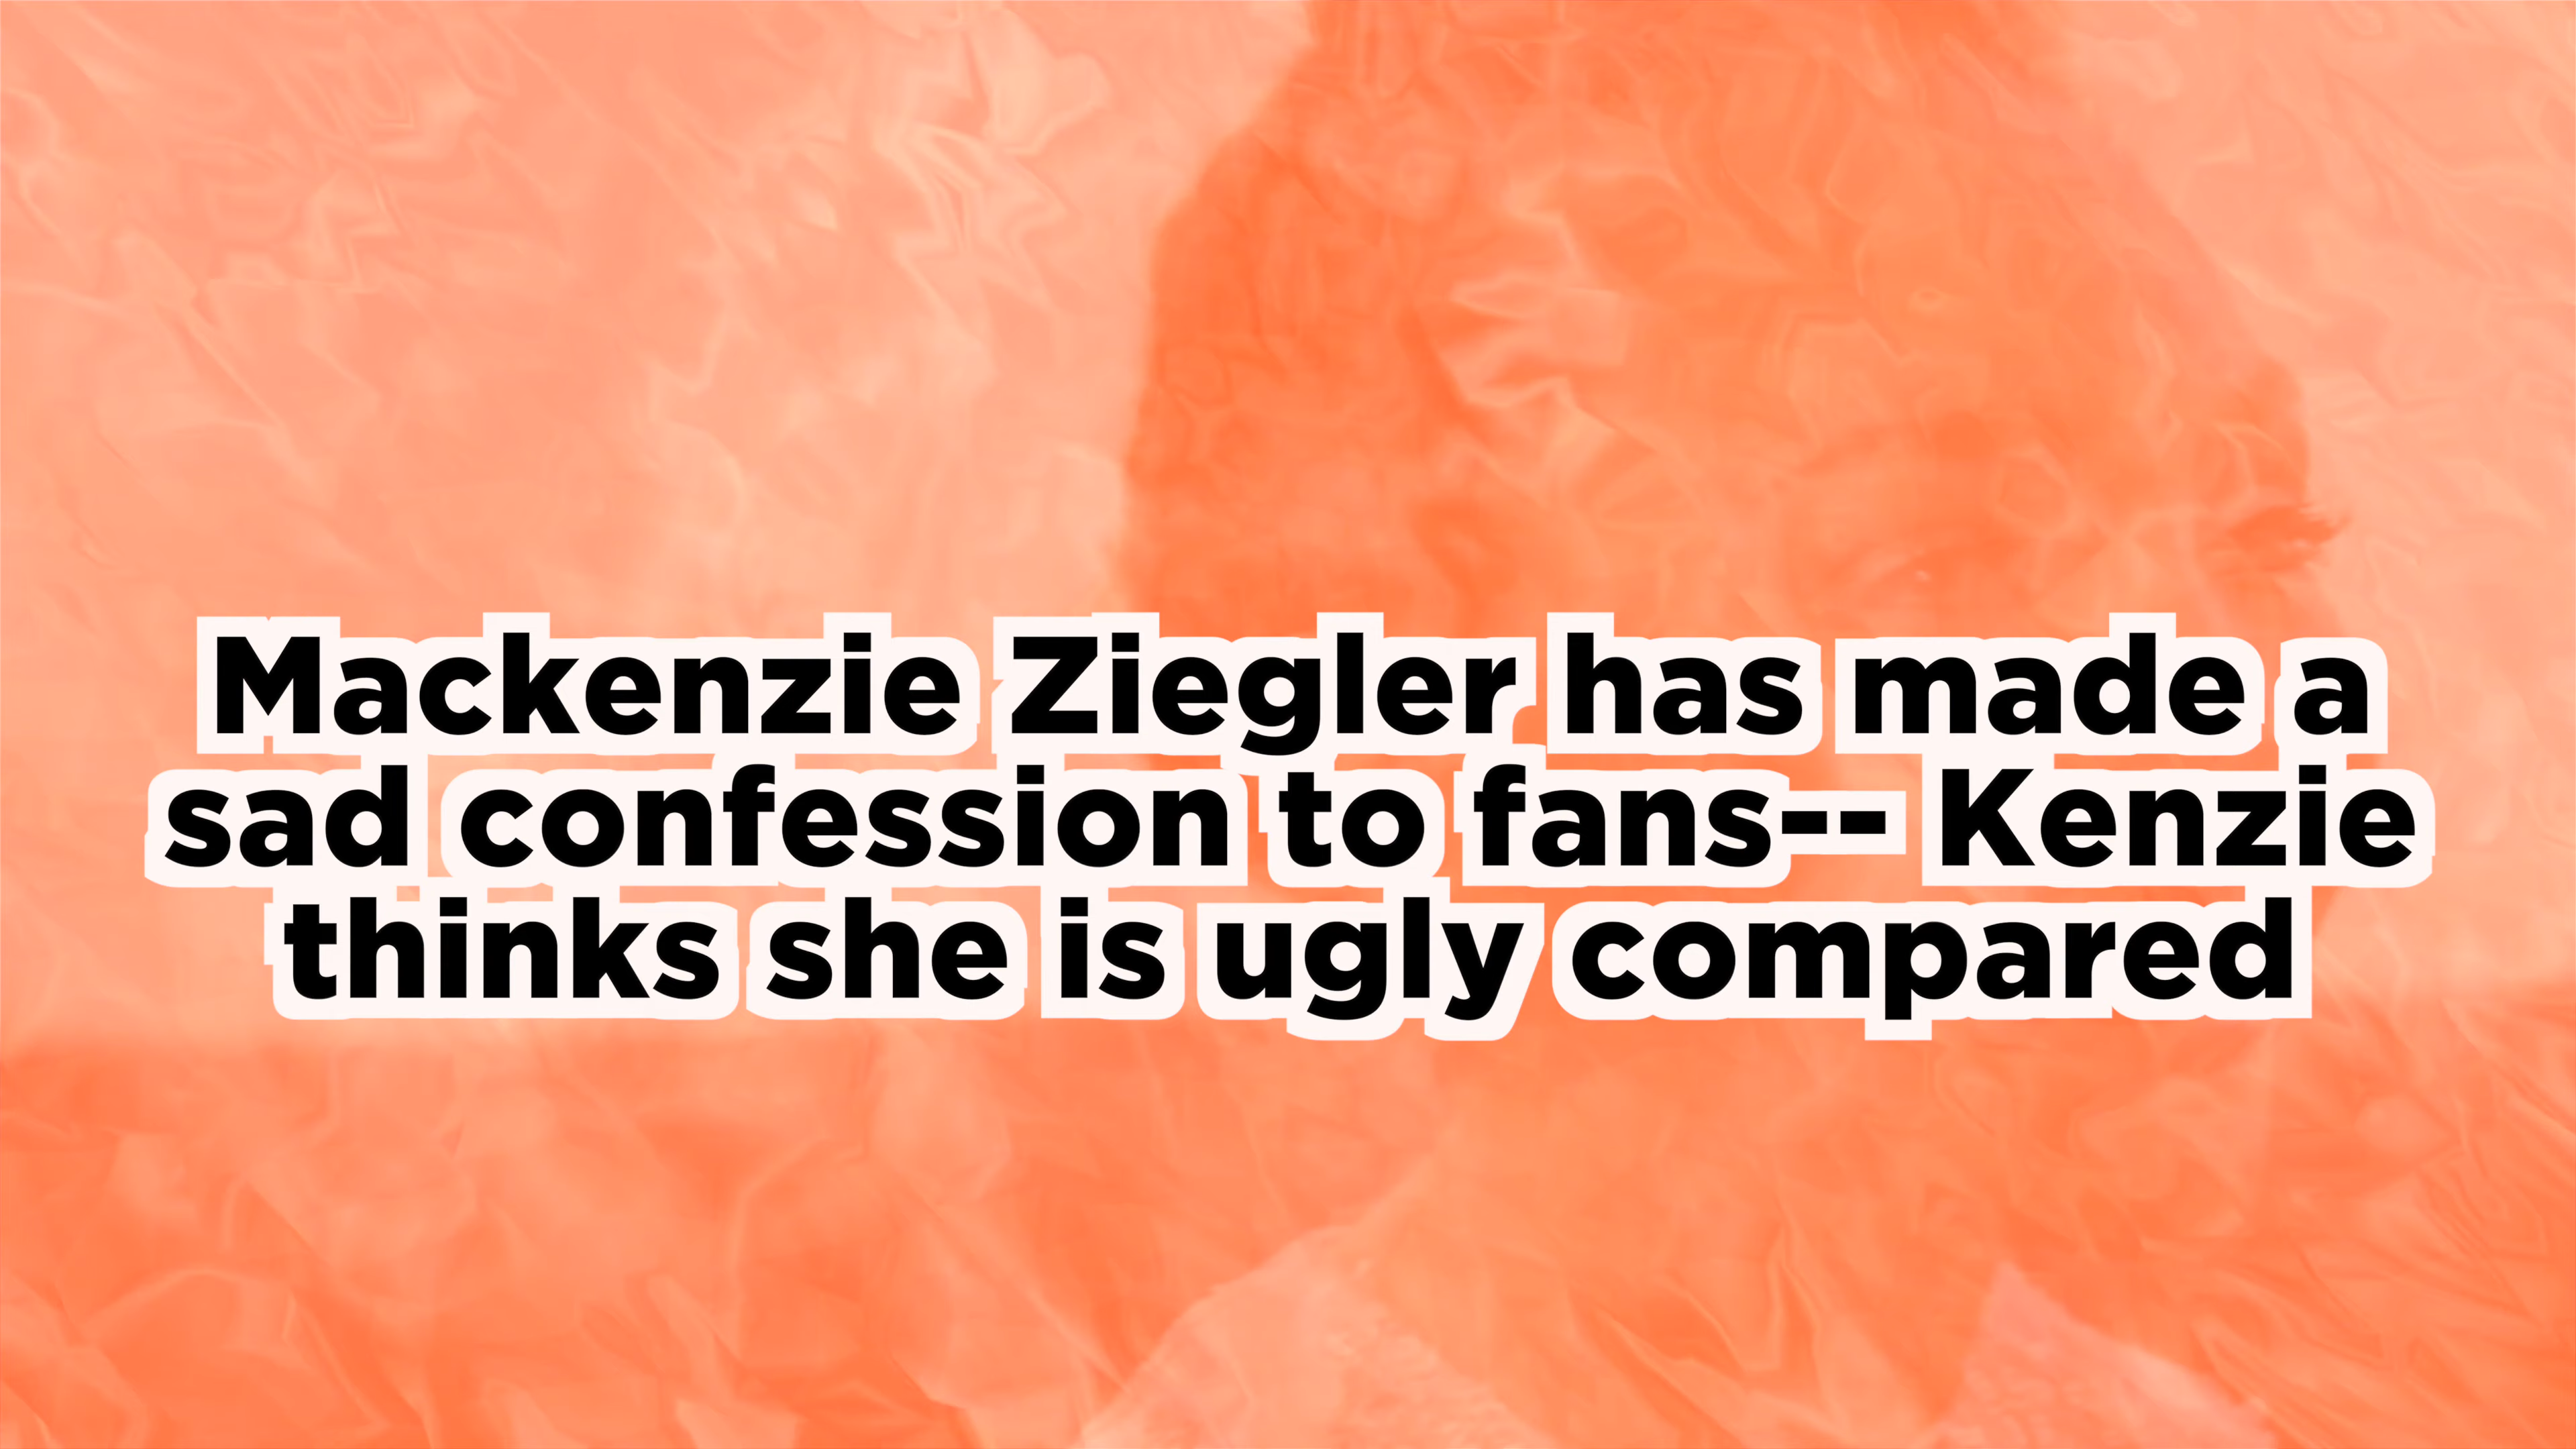 Mackenzie Ziegler has made a
sad confession to fans-- Kenzie
thinks she is ugly compared